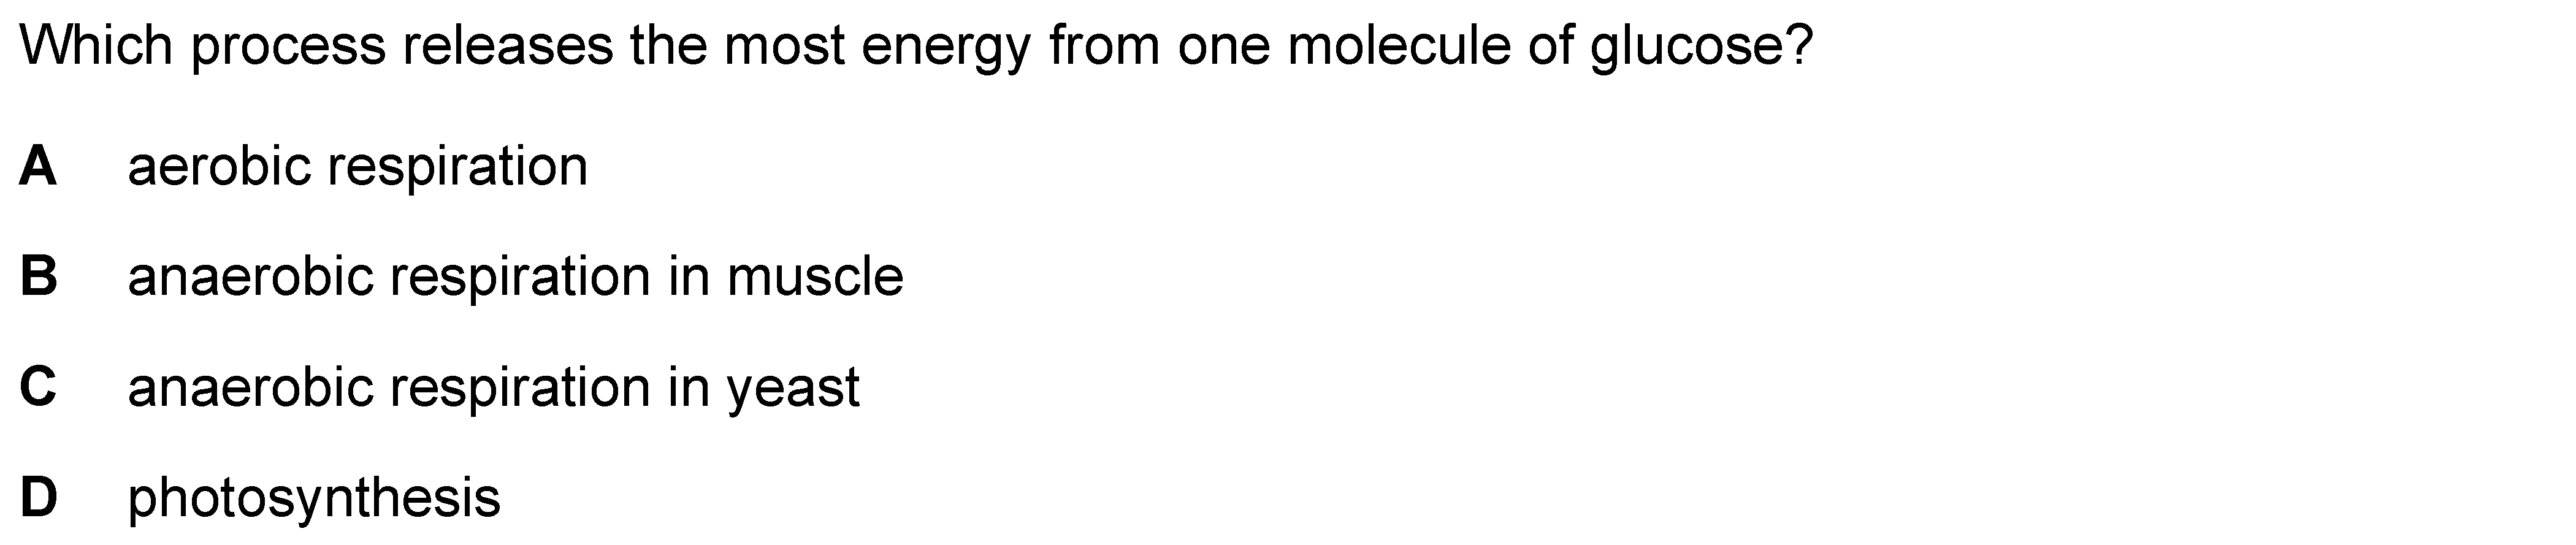 Which process releases the most energy from one molecule of glucose?
A aerobic respiration
B anaerobic respiration in muscle
C anaerobic respiration in yeast
D photosynthesis